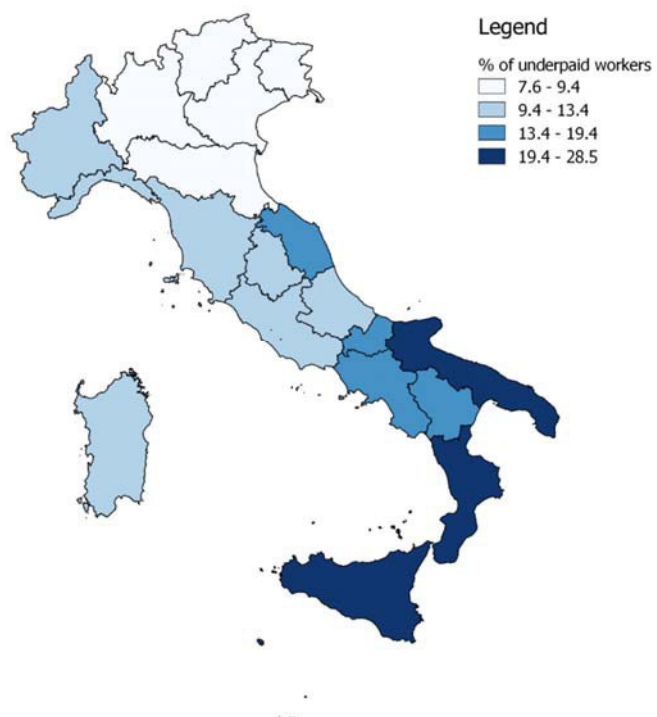 Legend
% of underpaid workers
7.6 - 9.4
9.4 - 13.4
13.4 - 19.4
19.4 - 28.5